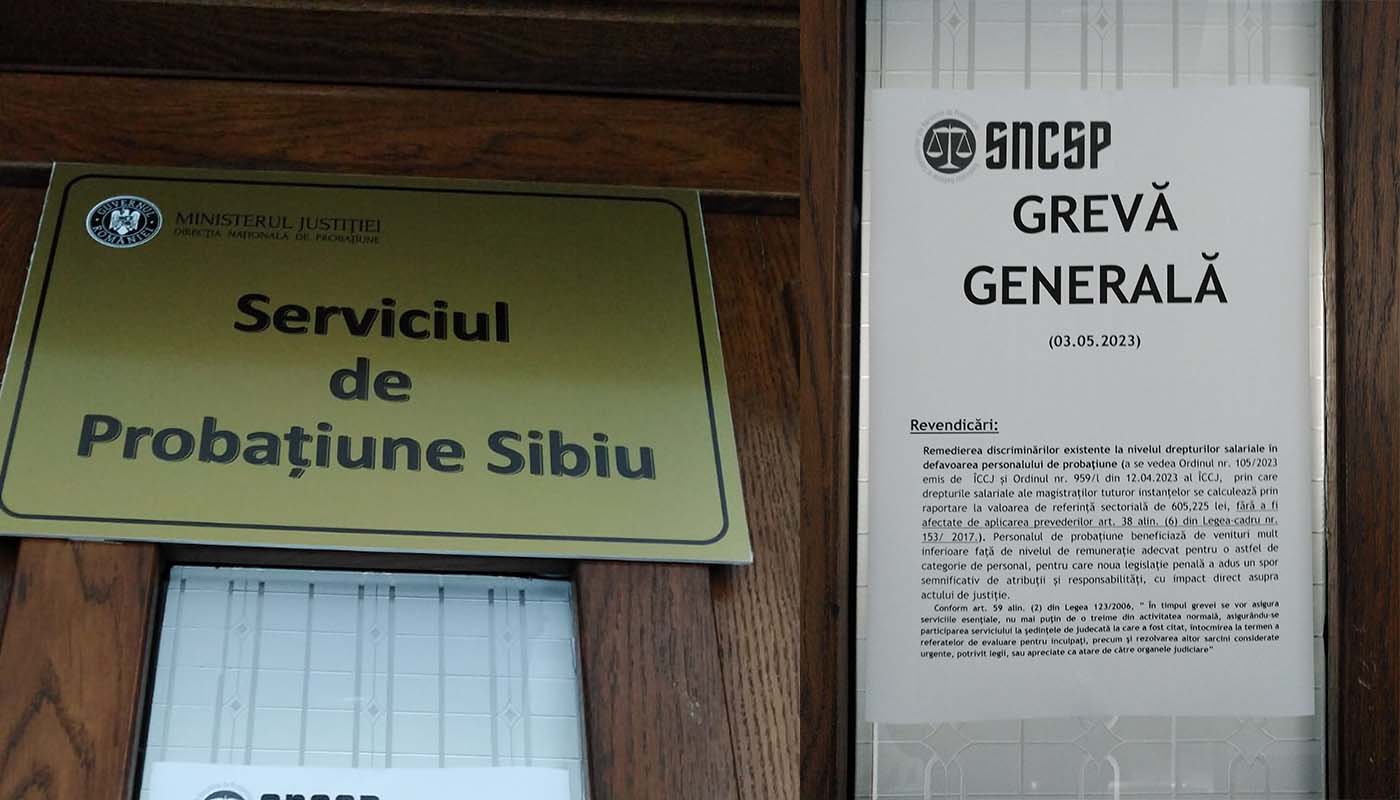 GUVERNUL ROMÂNIEI
MINISTERUL JUSTIȚIEI
DIRECȚIA NAȚIONALĂ DE PROBAȚIUNE
Serviciul
de
Probațiune Sibiu
SNCSP
SNCSP
GREVĂ
GENERALĂ
(03.05.2023)
Revendicări:
Remedierea discriminărilor existente la nivelul drepturilor salariale în
defavoarea personalului de probațiune (a se vedea Ordinul nr. 105/2023
emis de ÎCCJ și Ordinul nr. 959/l din 12.04.2023 al ÎCCJ, prin care
drepturile salariale ale magistraților tuturor instanțelor se calculează prin
raportare la valoarea de referință sectorială de 605,225 lei, fără a fi
afectate de aplicarea prevederilor art. 38 alin. (6) din Legea-cadru nr.
153/ 2017.). Personalul de probațiune beneficiază de venituri mult
inferioare față de nivelul de remunerație adecvat pentru o astfel de
categorie de personal, pentru care noua legislație penală a adus un spor
semnificativ de atribuții și responsabilități, cu impact direct asupra
actului de justiție.
Conform art. 59 alin. (2) din Legea 123/2006, " În timpul grevei se vor asigura
serviciile esențiale, nu mai puțin de o treime din activitatea normală, asigurându-se
participarea serviciului la ședințele de judecată la care a fost citat, întocmirea la termen a
referatelor de evaluare pentru inculpați, precum și rezolvarea altor sarcini considerate
urgente, potrivit legii, sau apreciate ca atare de către organele judiciare"